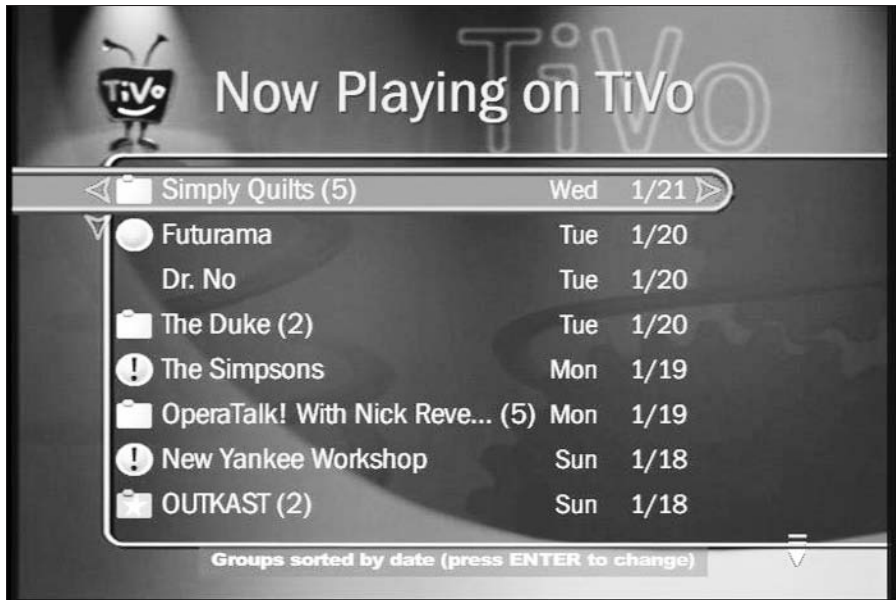 TiVo
TiVo
Now Playing on TiVo
Simply Quilts (5) Wed 1/21
Futurama Tue 1/20
Dr. No Tue 1/20
The Duke (2) Tue 1/20
! The Simpsons Mon 1/19
OperaTalk! With Nick Reve... (5) Mon 1/19
! New Yankee Workshop Sun 1/18
OUTKAST (2) Sun 1/18
Groups sorted by date (press ENTER to change)